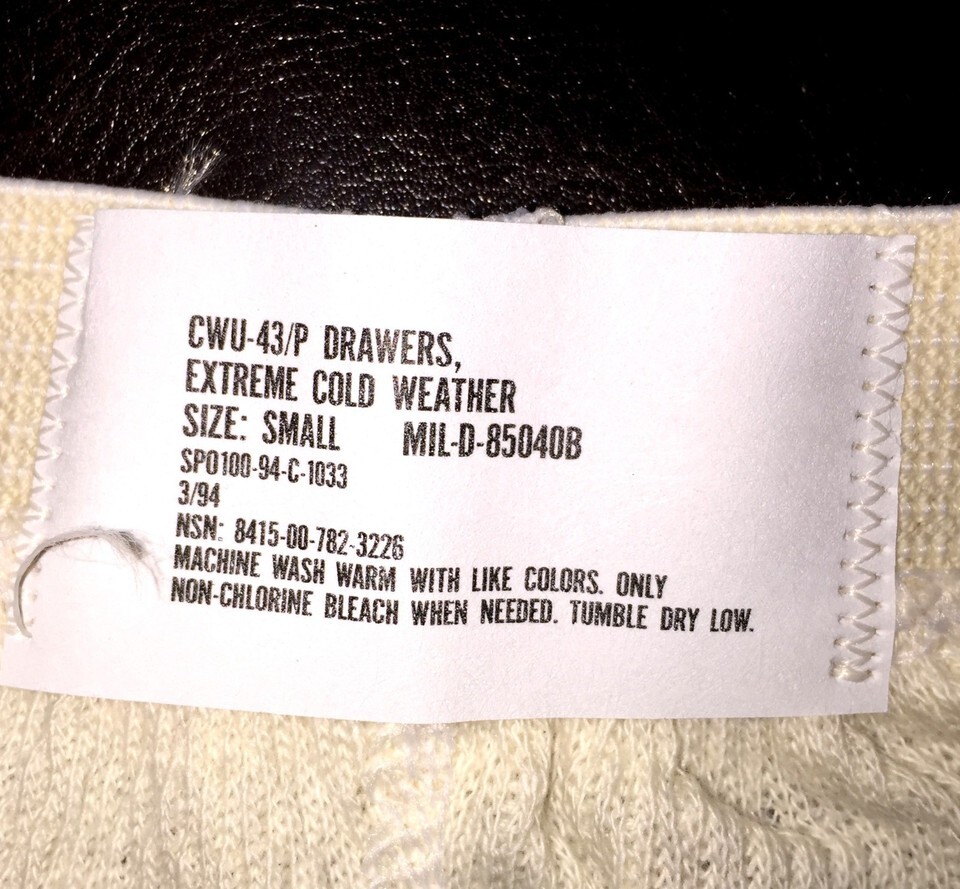 CWU-43/P DRAWERS,
EXTREME COLD WEATHER
SIZE: SMALL MIL-D-85040B
SPO100-94-C-1033
3/94
NSN: 8415-00-782-3226
MACHINE WASH WARM WITH LIKE COLORS. ONLY
NON-CHLORINE BLEACH WHEN NEEDED. TUMBLE DRY LOW.